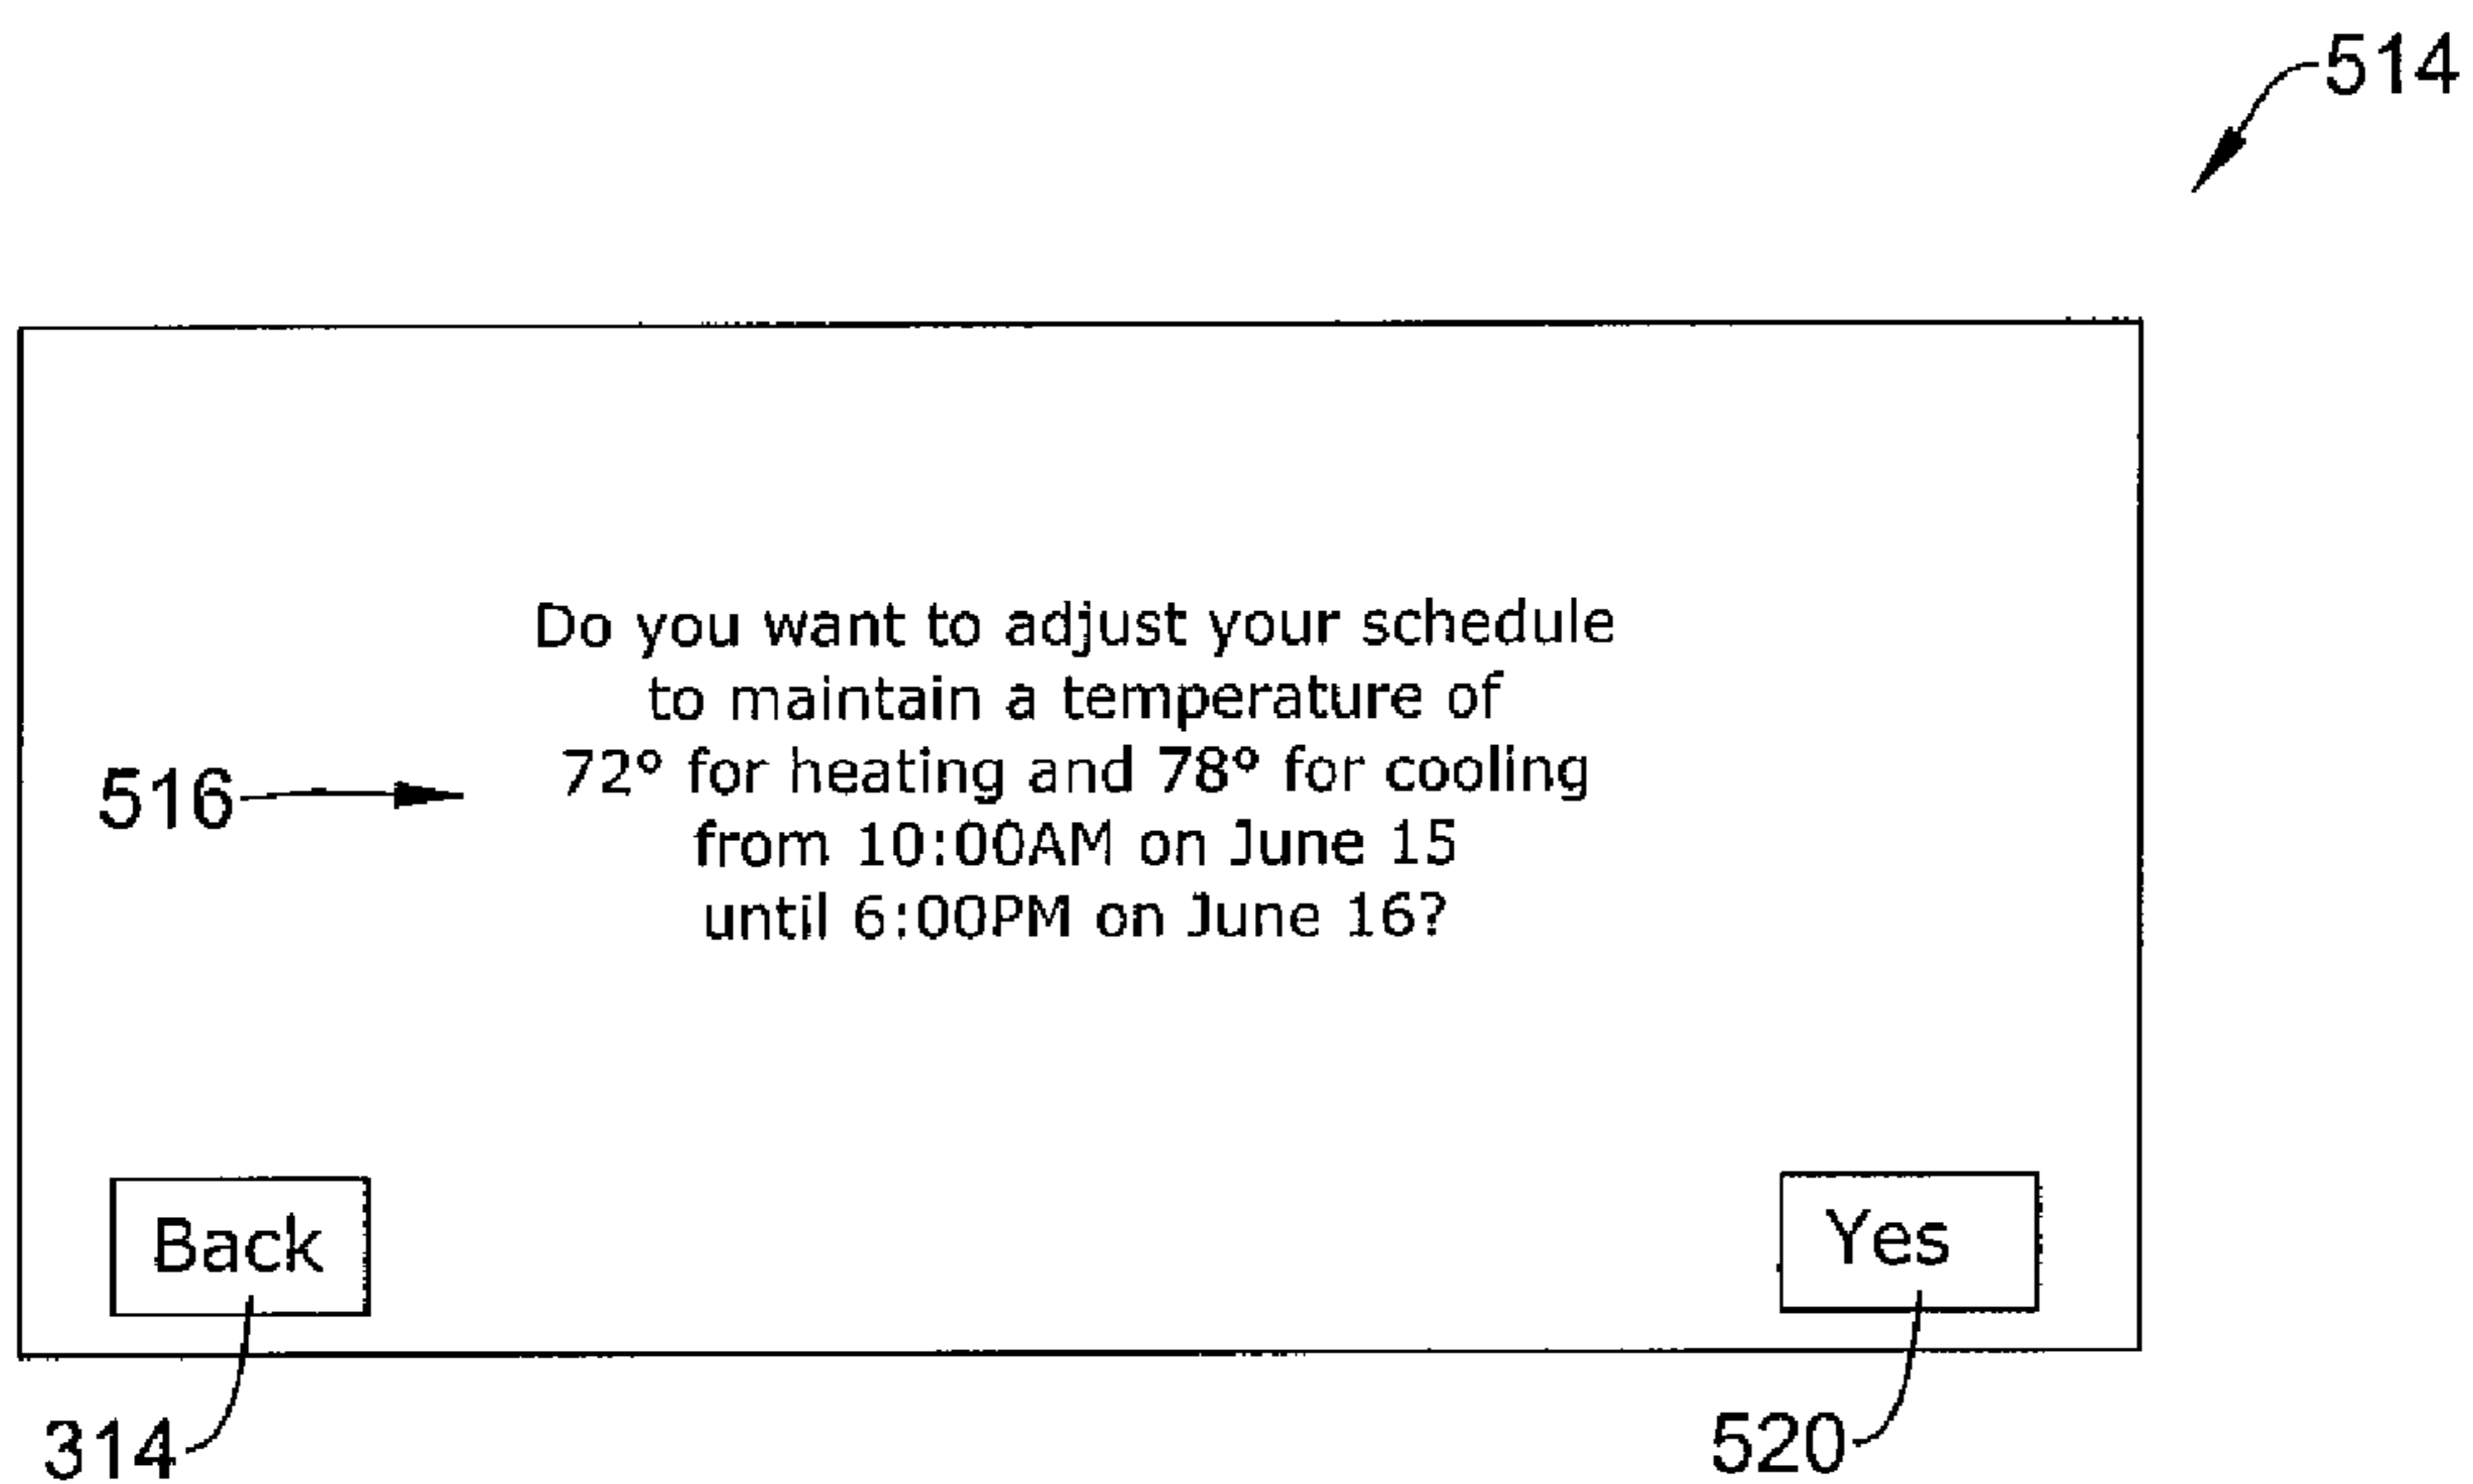 514
Do you want to adjust your schedule
to maintain a temperature of
72° for heating and 78° for cooling
516
from 10:00AM on June 15
until 6:00PM on June 16?
Back
Yes
314
520